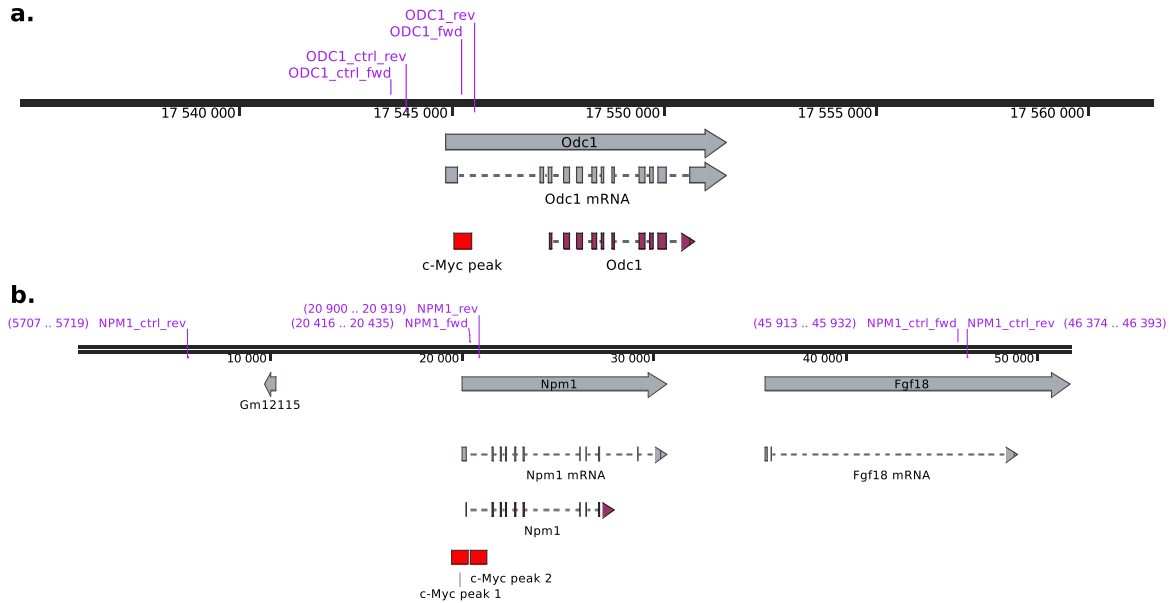 a.
ODC1_rev
ODC1_fwd
ODC1_ctrl_rev
ODC1_ctrl_fwd
17 540 000 17 545 000 17 550 000 17 555 000 17 560 000
Odc1
Odc1 mRNA
c-Myc peak Odc1
b.
(20 900 .. 20 919) NPM1_rev
(5707 .. 5719) NPM1_ctrl_rev (20 416 .. 20 435) NPM1_fwd (45 913 .. 45 932) NPM1_ctrl_fwd NPM1_ctrl_rev (46 374 .. 46 393)
10 000 20 000 30 000 40 000 50 000
Npm1 Fgf18
Gm12115
Npm1 mRNA Fgf18 mRNA
Npm1
c-Myc peak 2
c-Myc peak 1